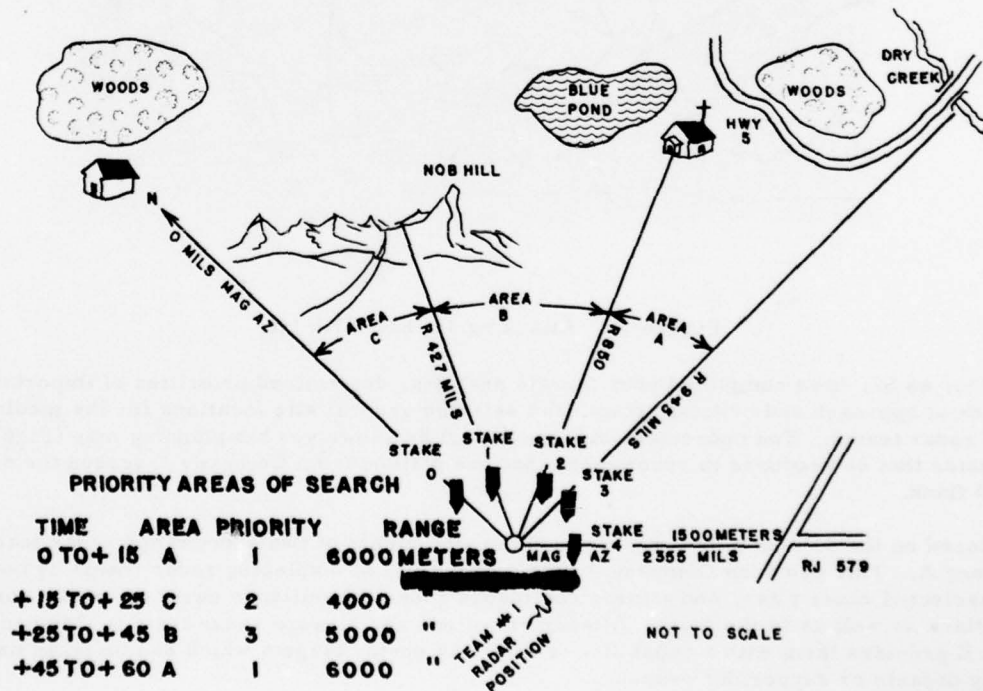 WOODS
N
0 MILS MAG AZ
NOB HILL
BLUE
POND
HWY
5
WOODS
DRY
CREEK
AREA
C
AREA
B
AREA
A
R 427 MILS
R 850
MILS
STAKE
0
STAKE
1
STAKE
2
STAKE
3
STAKE
4
1500 METERS
MAG AZ 2355 MILS
RJ 579
PRIORITY AREAS OF SEARCH
TIME AREA PRIORITY RANGE
0 TO + 15 A 1 6000 METERS
+ 15 TO + 25 C 2 4000 "
+25 TO + 45 B 3 5000 "
+45 TO + 60 A 1 6000 "
TEAM #1
RADAR
POSITION
NOT TO SCALE